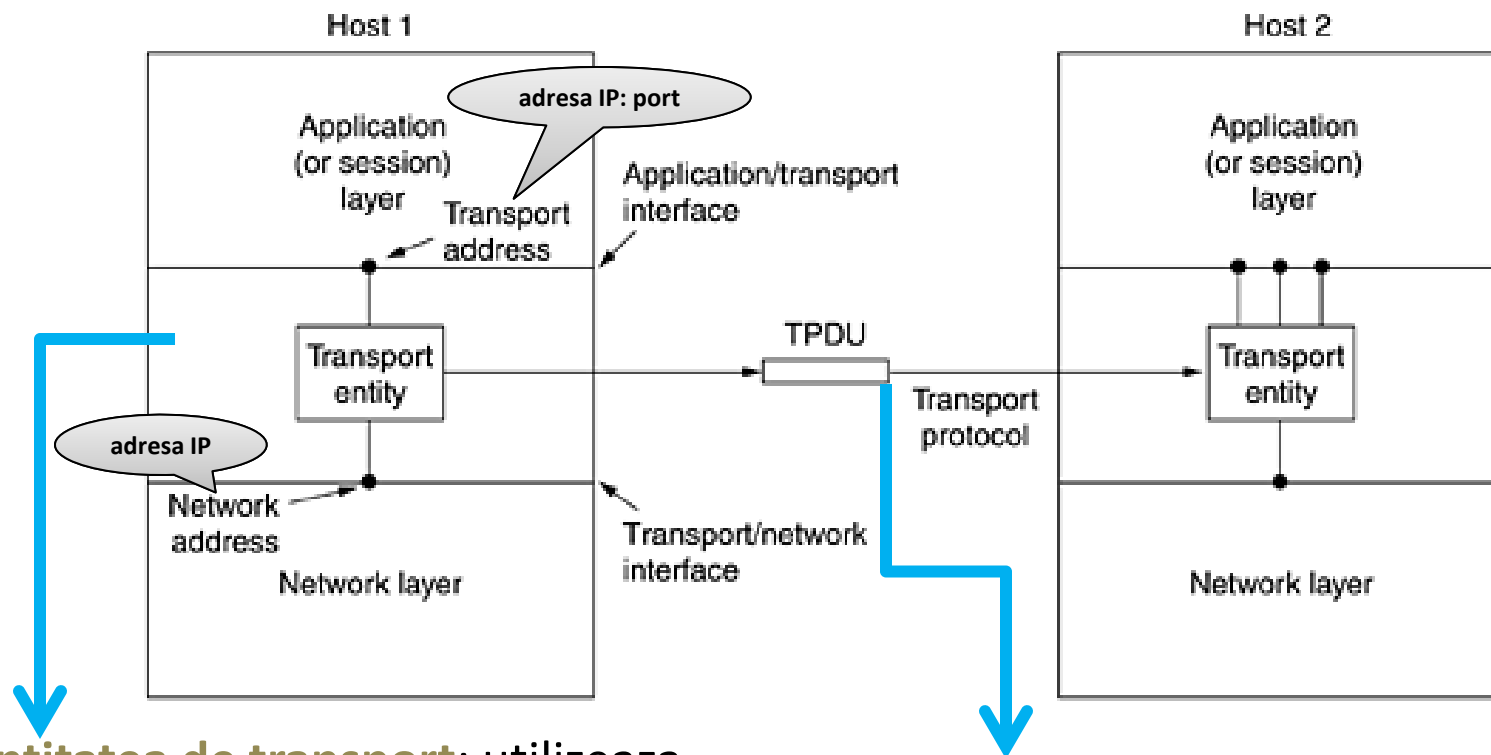 Host 1
Host 2
adresa IP: port
Application
(or session)
layer
Transport
address
Application/transport
interface
Application
(or session)
layer
Transport
entity
TPDU
Transport
protocol
Transport
entity
adresa IP
Network
address
Transport/network
interface
Network layer
Network layer
de transport: utilizeaza